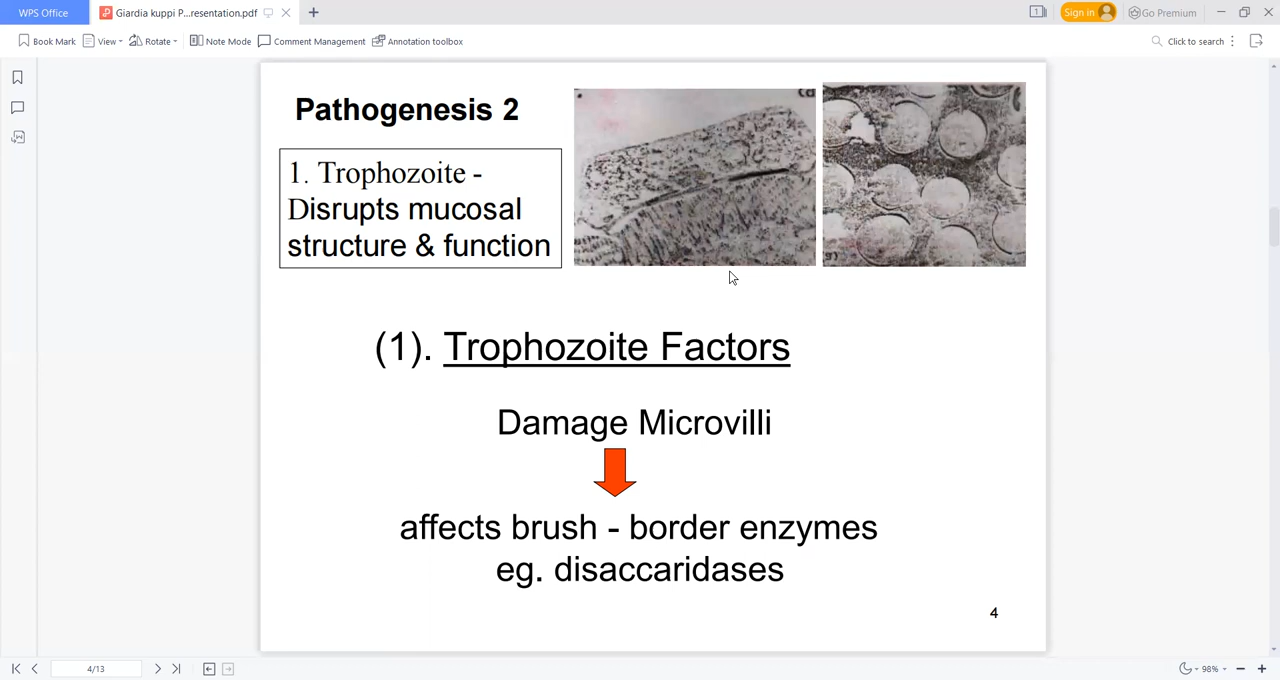 WPS Office
Giardia kuppi P...resentation.pdf
1
Sign in
Go Premium
Book Mark
View
Rotate
Note Mode
Comment Management
Annotation toolbox
Click to search
Pathogenesis 2
1. Trophozoite -
Disrupts mucosal
structure & function
(1). Trophozoite Factors
Damage Microvilli
affects brush - border enzymes
eg. disaccaridases
4
4/13
98%